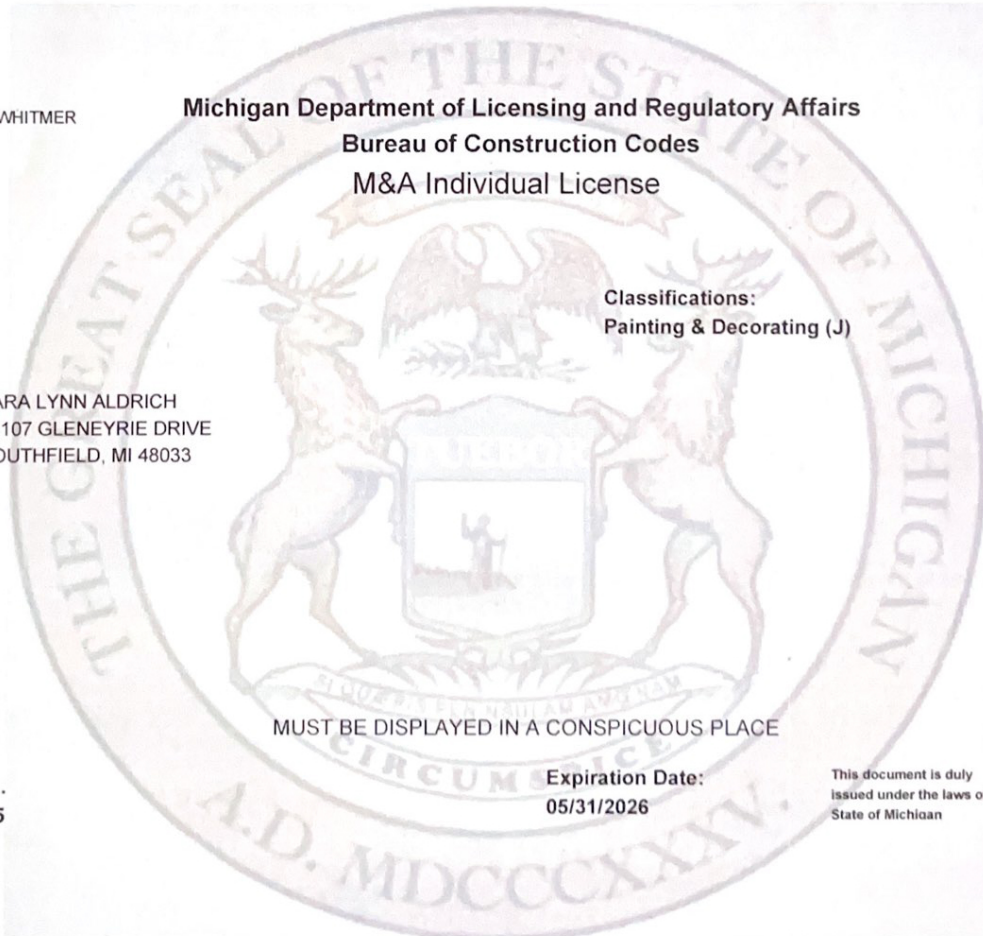 WHITMER
Michigan Department of Licensing and Regulatory Affairs
Bureau of Construction Codes
M&A Individual License
THE GREAT SEAL OF THE STATE OF MICHIGAN
Classifications:
Painting & Decorating (J)
ARA LYNN ALDRICH
107 GLENEYRIE DRIVE
OUTHFIELD, MI 48033
TUEBOR
MUST BE DISPLAYED IN A CONSPICUOUS PLACE
Expiration Date:
05/31/2026
This document is duly
issued under the laws o
State of Michigan
A.D. MDCCCXXXV.